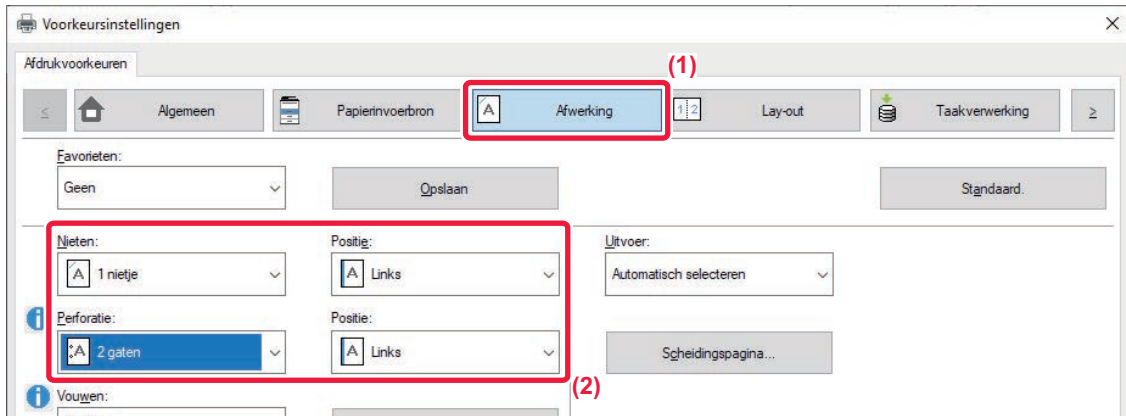 Voorkeursinstellingen
Afdrukvoorkeuren
(1)
Algemeen Papierinvoerbron Afwerking Lay-out Taakverwerking
Favorieten:
Geen Opslaan Standaard.
Nieten: Positie: Uitvoer:
1 nietje Links Automatisch selecteren
Perforatie: Positie:
2 gaten Links Scheidingspagina...
(2)
Vouwen: